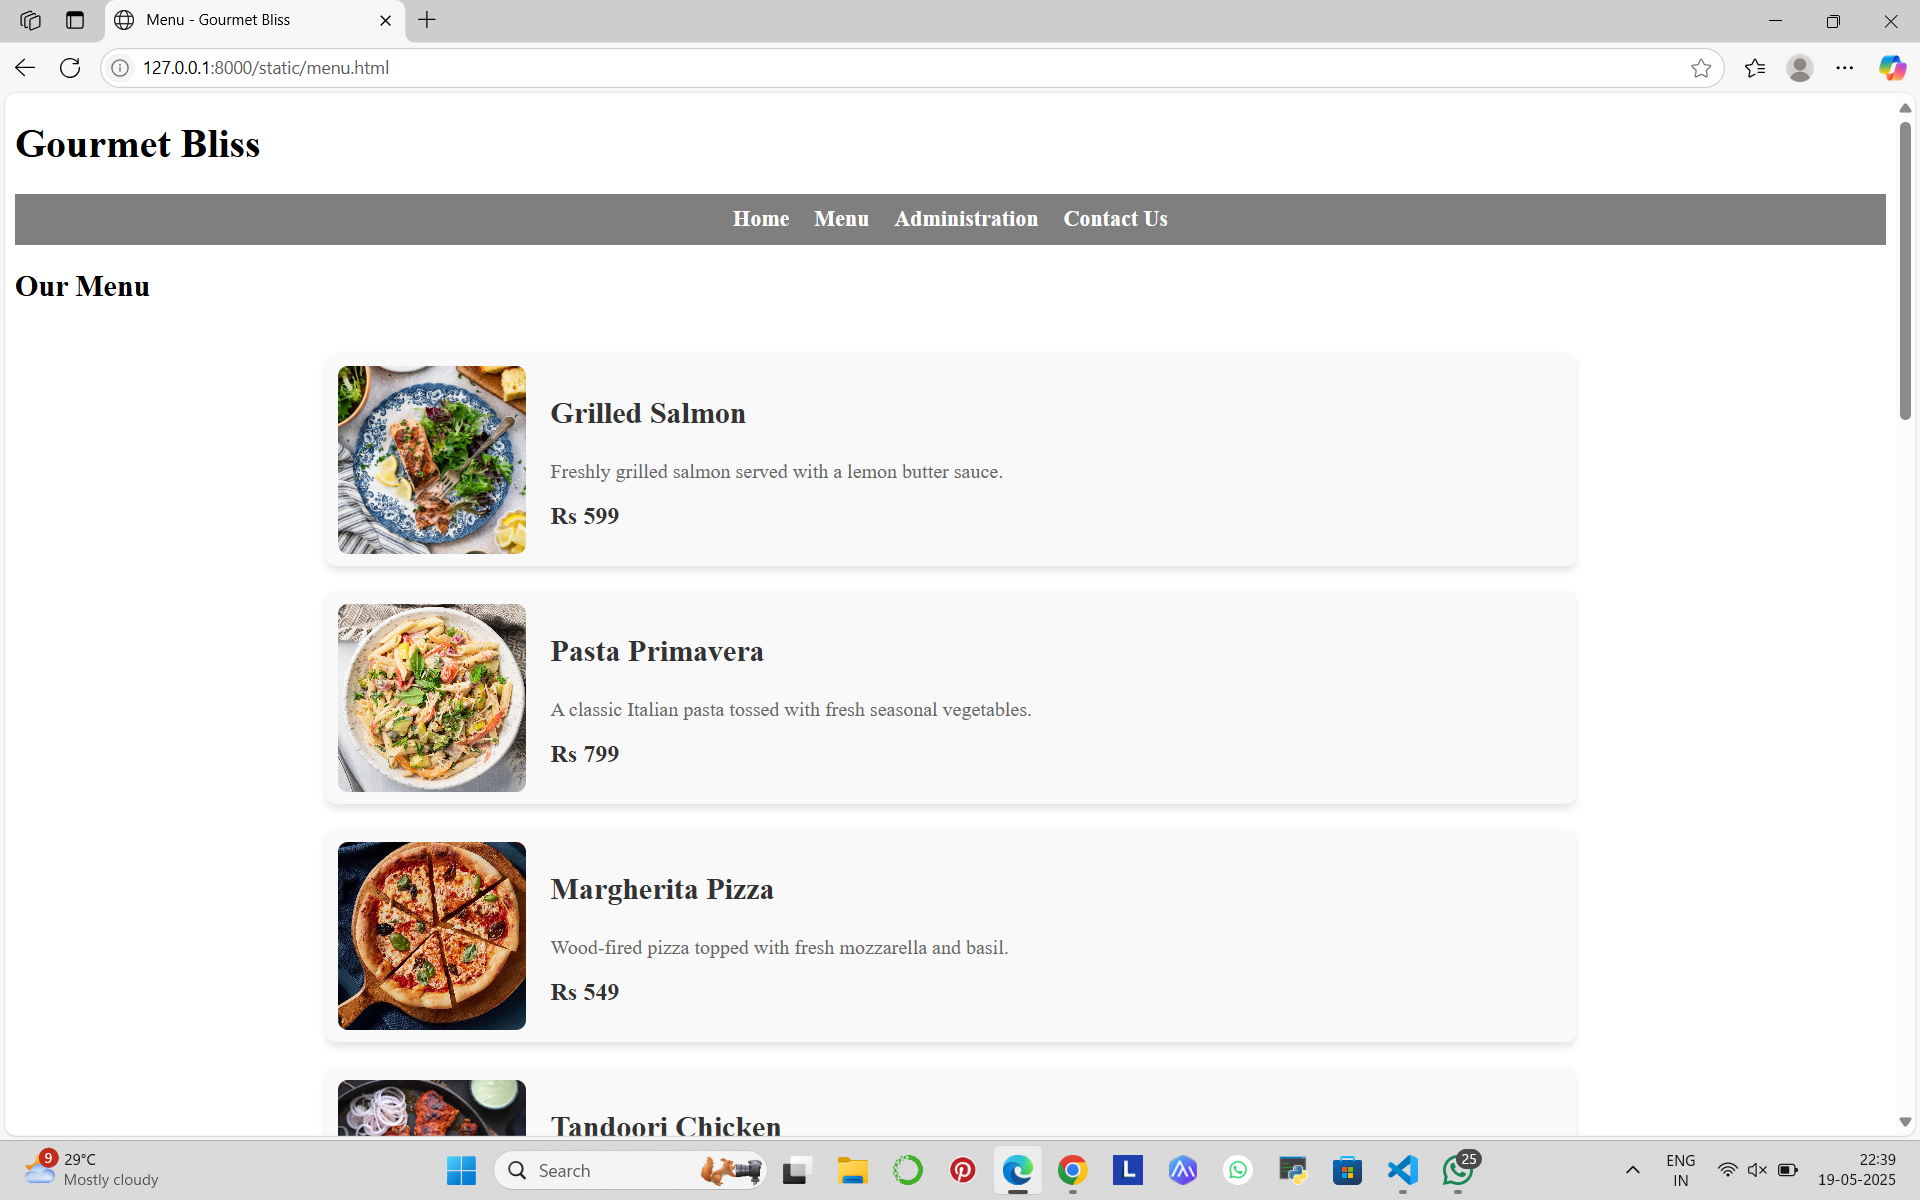 Menu - Gourmet Bliss
127.0.0.1:8000/static/menu.html
Gourmet Bliss
Home Menu Administration Contact Us
Our Menu
Grilled Salmon
Freshly grilled salmon served with a lemon butter sauce.
Rs 599
Pasta Primavera
A classic Italian pasta tossed with fresh seasonal vegetables.
Rs 799
Margherita Pizza
Wood-fired pizza topped with fresh mozzarella and basil.
Rs 549
Tandoori Chicken
9
29°C
Mostly cloudy
Search
L
25
ENG
IN
22:39
19-05-2025